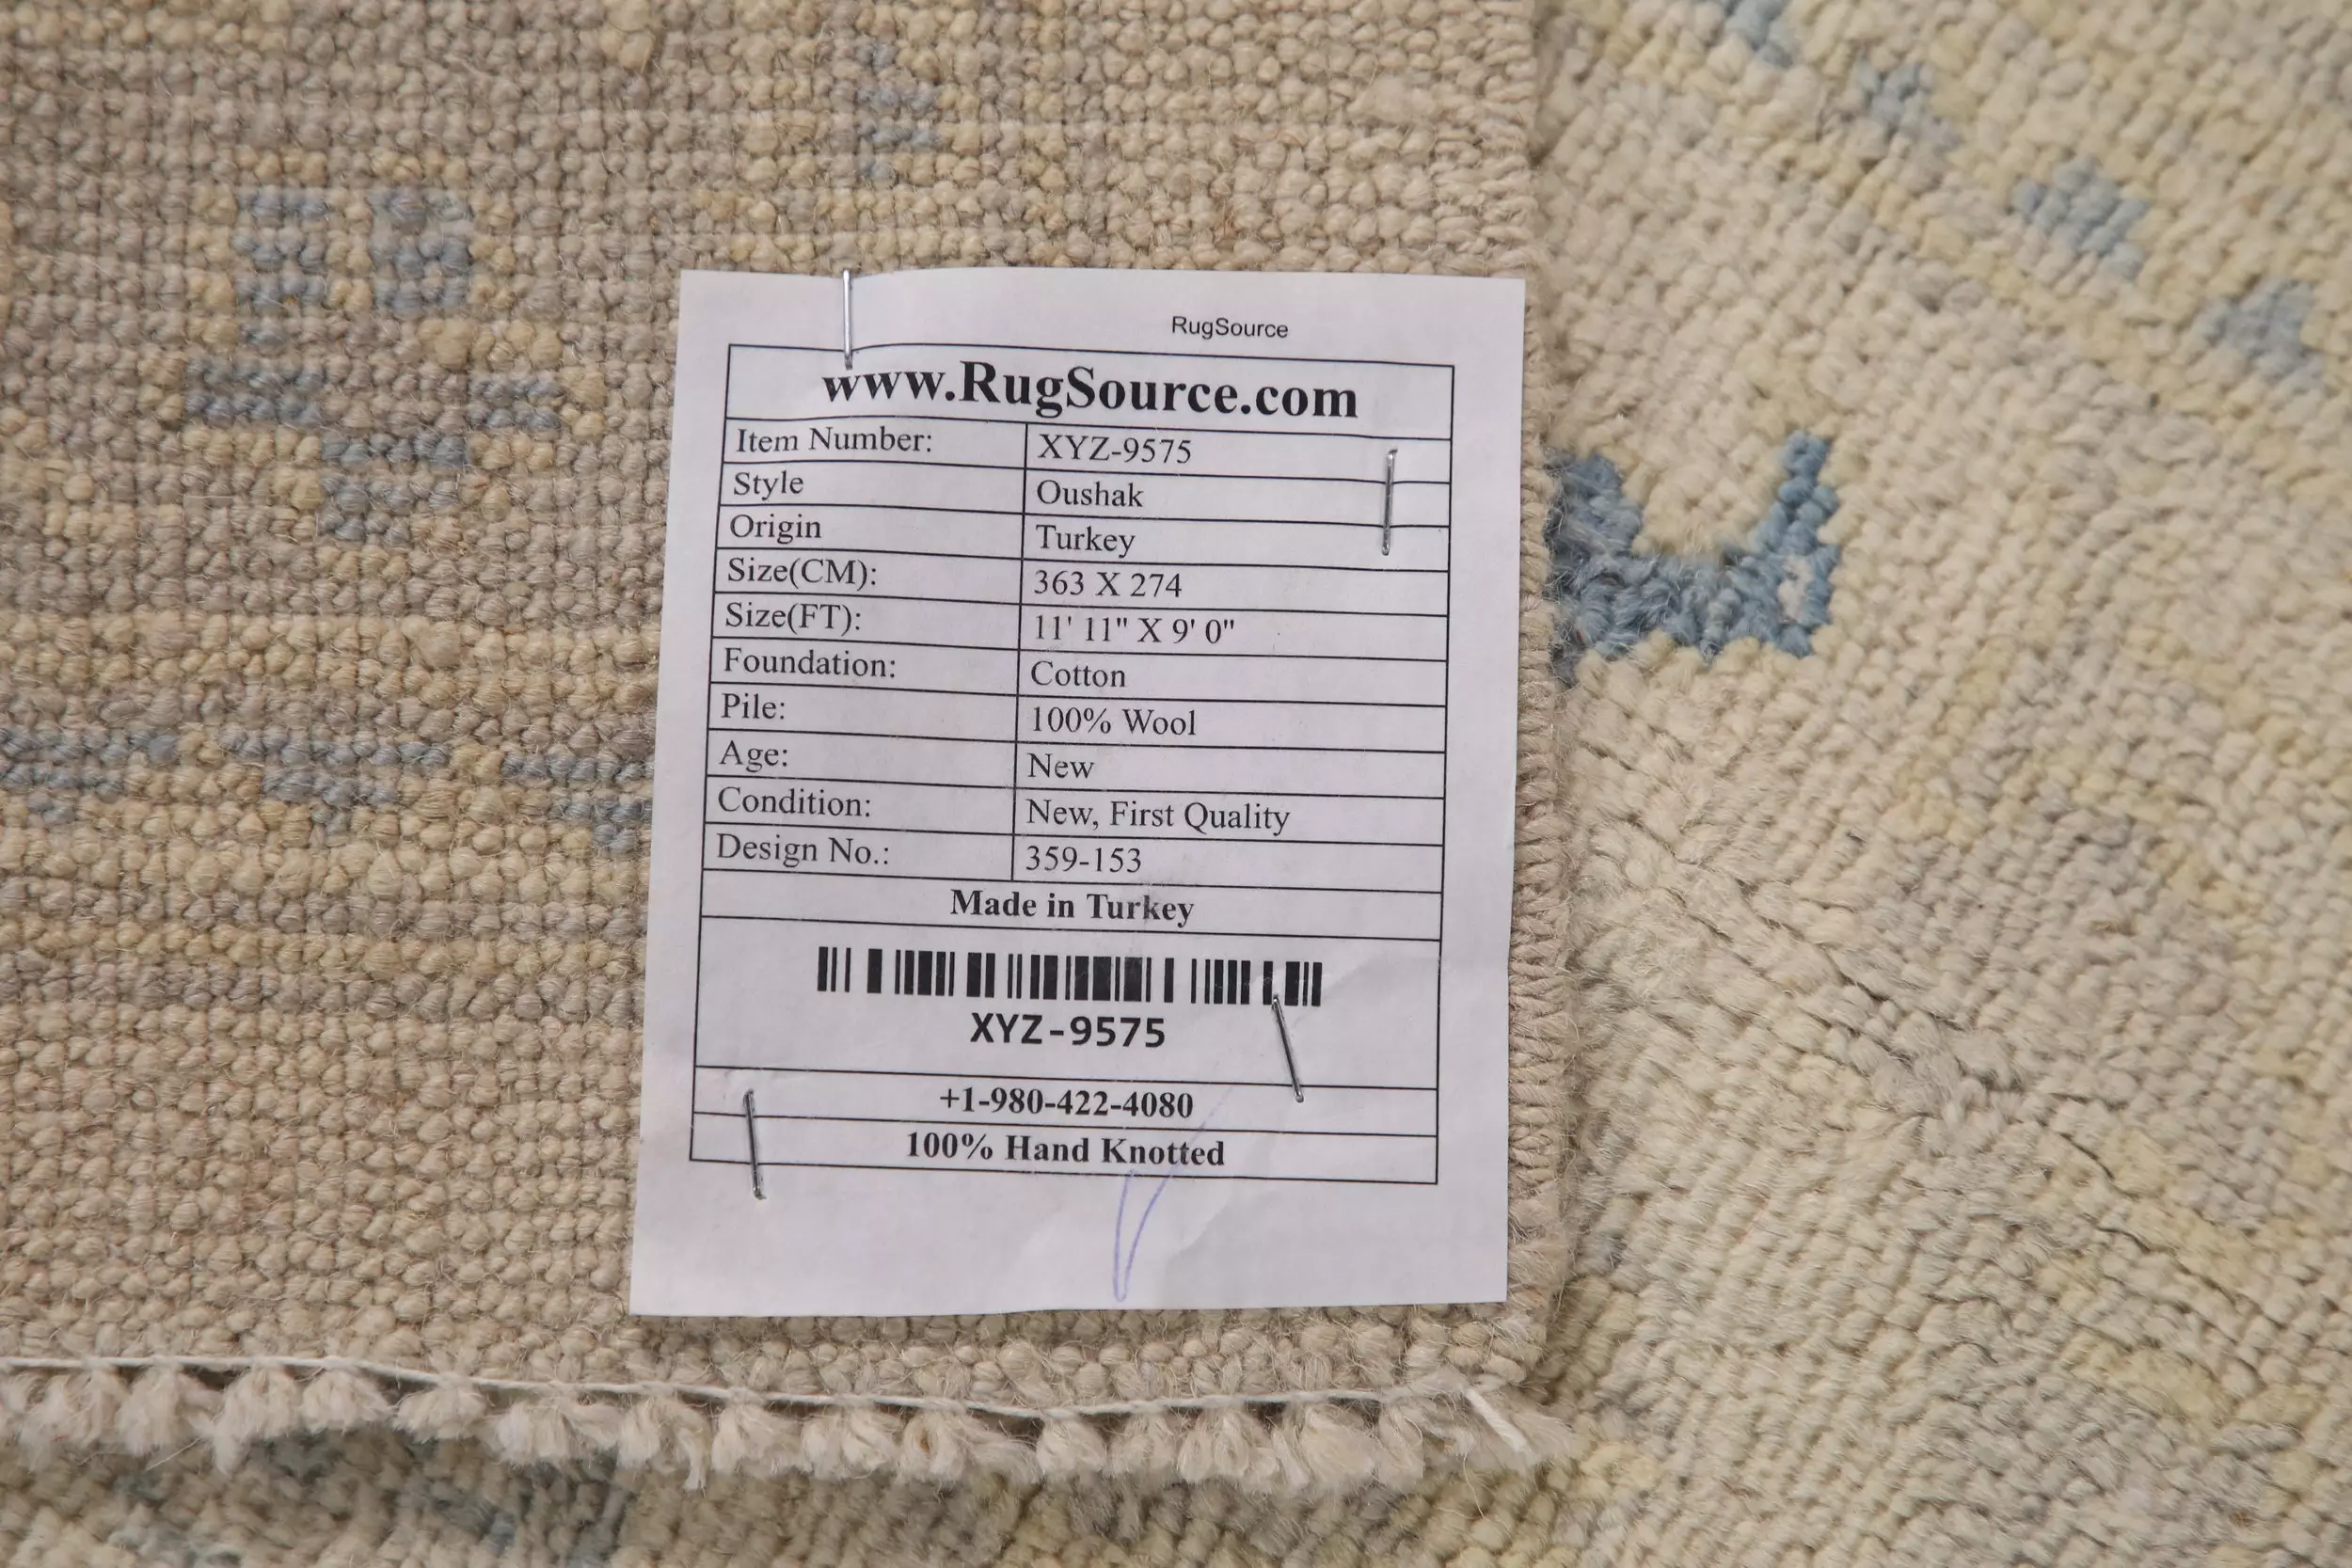 RugSource
www.RugSource.com
Item Number: XYZ-9575
Style Oushak
Origin Turkey
Size(CM): 363 X 274
Size(FT): 11' 11" X 9' 0"
Foundation: Cotton
Pile: 100% Wool
Age: New
Condition: New, First Quality
Design No.: 359-153
Made in Turkey
XYZ-9575
+1-980-422-4080
100% Hand Knotted